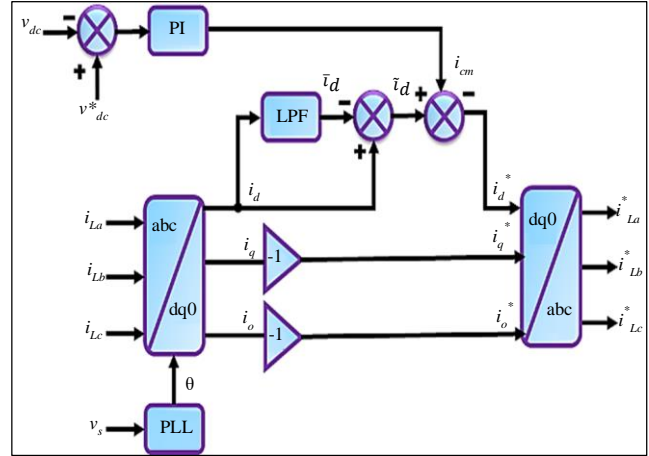 v_dc
−
PI
+
v*_dc
i_cm
LPF
ī_d
−
ĩ_d
+
−
+
i_d
i_d*
i_La
abc
dq0
i*_La
i_q
-1
i_q*
i_Lb
i*_Lb
dq0
abc
i_Lc
i_o
-1
i_o*
i*_Lc
θ
v_s
PLL